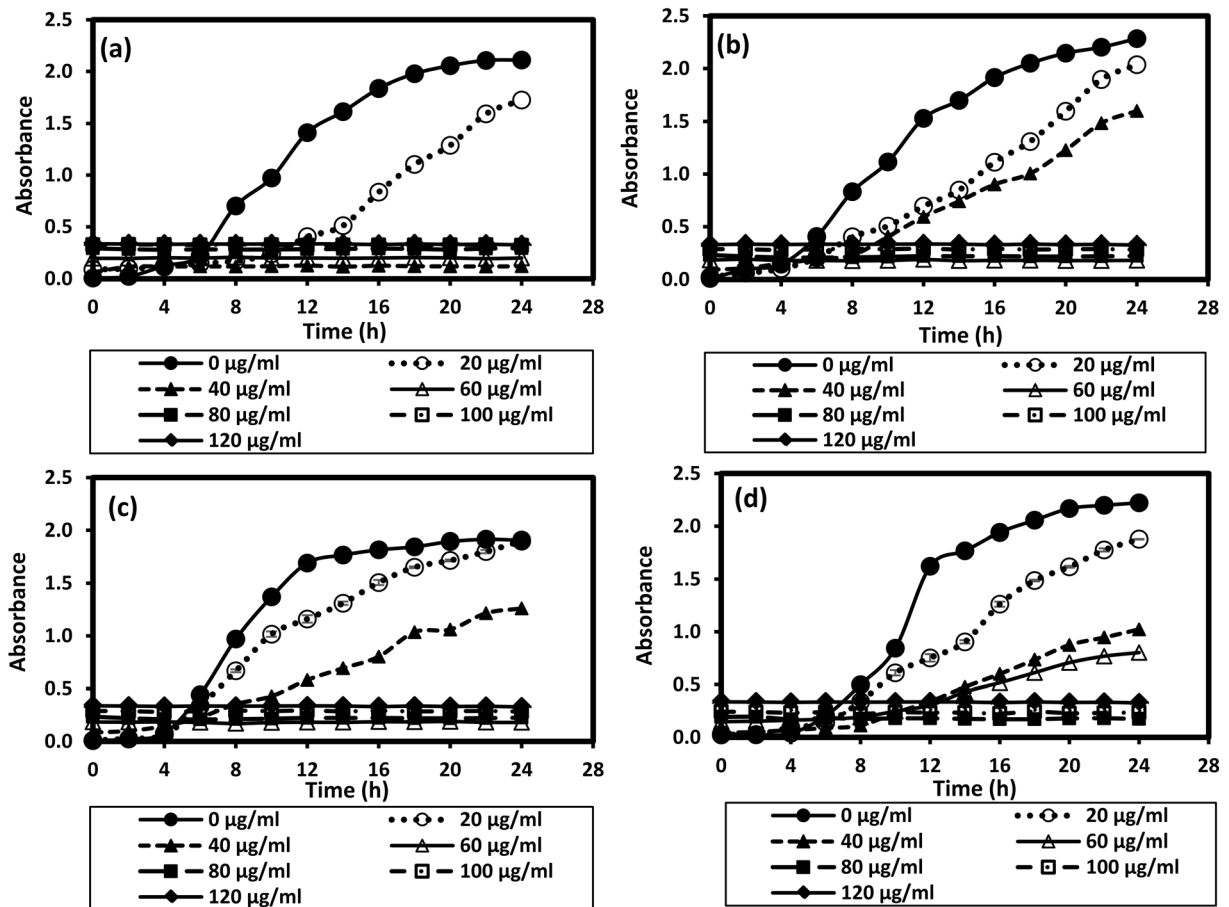 (a)
Absorbance
2.5
2.0
1.5
1.0
0.5
0.0
0 4 8 12 16 20 24 28
Time (h)
0 µg/ml 20 µg/ml
40 µg/ml 60 µg/ml
80 µg/ml 100 µg/ml
120 µg/ml
(b)
Absorbance
2.5
2.0
1.5
1.0
0.5
0.0
0 4 8 12 16 20 24 28
Time (h)
0 µg/ml 20 µg/ml
40 µg/ml 60 µg/ml
80 µg/ml 100 µg/ml
120 µg/ml
(c)
Absorbance
2.5
2.0
1.5
1.0
0.5
0.0
0 4 8 12 16 20 24 28
Time (h)
0 µg/ml 20 µg/ml
40 µg/ml 60 µg/ml
80 µg/ml 100 µg/ml
120 µg/ml
(d)
Absorbance
2.5
2.0
1.5
1.0
0.5
0.0
0 4 8 12 16 20 24 28
Time (h)
0 µg/ml 20 µg/ml
40 µg/ml 60 µg/ml
80 µg/ml 100 µg/ml
120 µg/ml